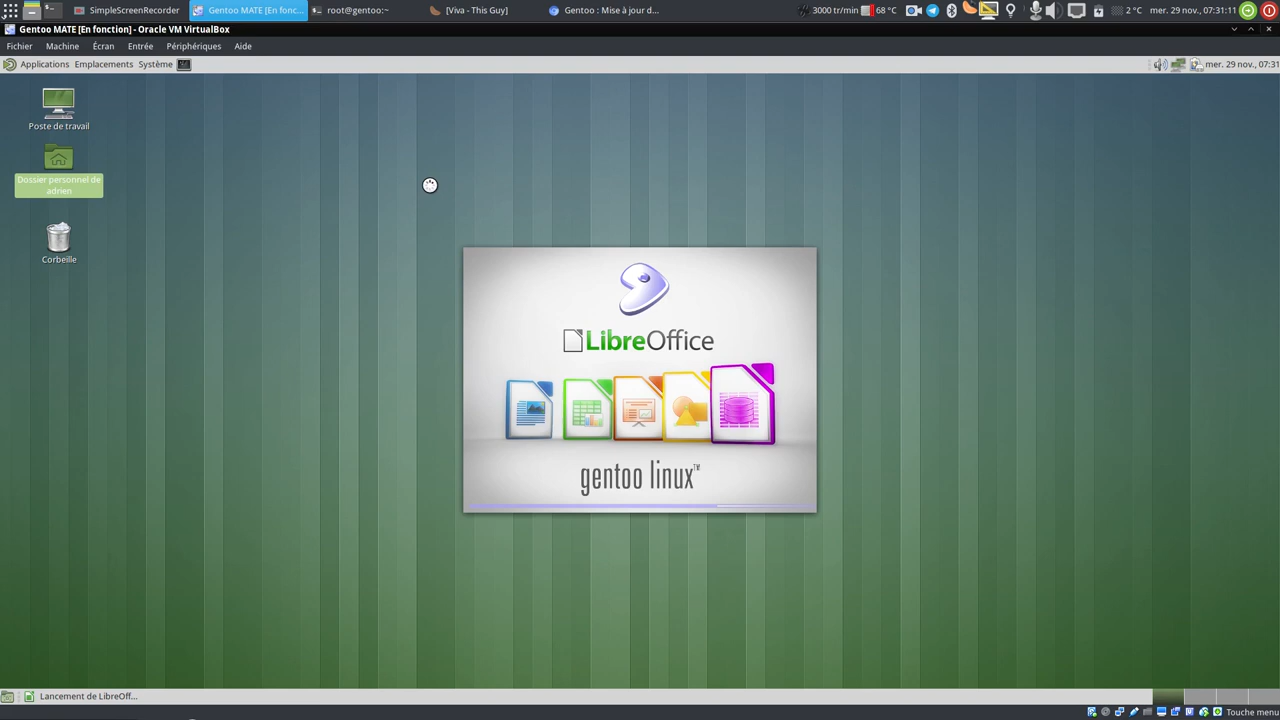 SimpleScreenRecorder
Gentoo MATE [En fonc...
root@gentoo:~
[Viva - This Guy]
Gentoo : Mise à jour d...
3000 tr/min
68 °C
2 °C
mer. 29 nov., 07:31:11
Gentoo MATE [En fonction] - Oracle VM VirtualBox
Fichier Machine Écran Entrée Périphériques Aide
Applications Emplacements Système
mer. 29 nov., 07:31
Poste de travail
Dossier personnel de
adrien
Corbeille
LibreOffice
gentoo linux™
Lancement de LibreOff...
Touche menu